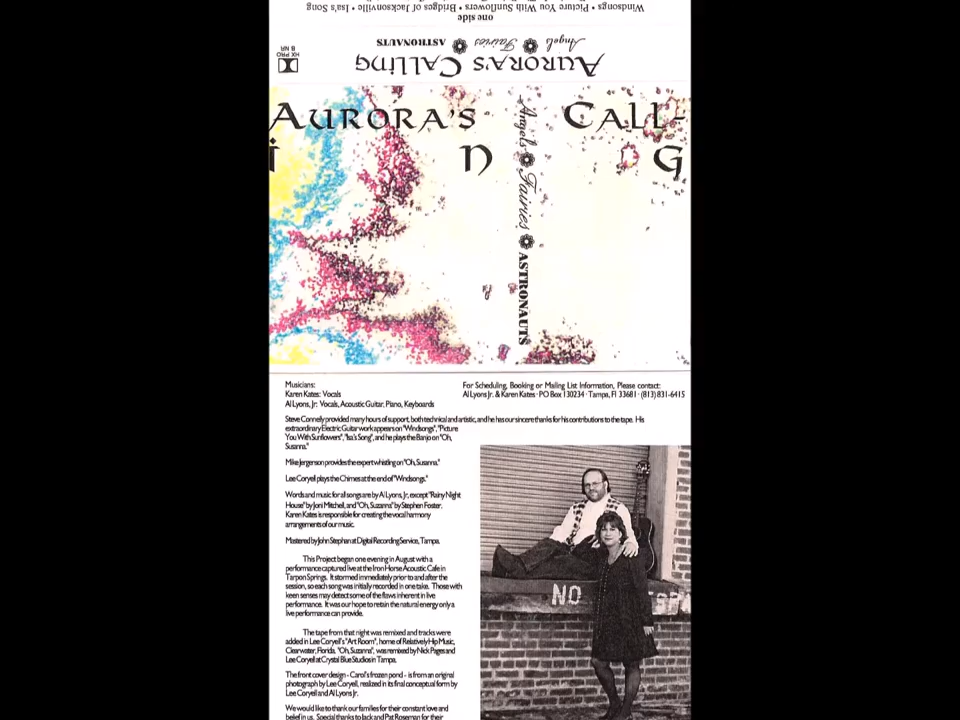 Windsongs • Picture You With Sunflowers • Bridges of Jacksonville • Isa's Song
one side
Angels Fairies ASTRONAUTS
AURORA'S CALLING
HX PRO
B NR
AURORA'S CALL-
i n G
Angels Fairies ASTRONAUTS
Musicians:
Karen Kates: Vocals
Al Lyons, Jr: Vocals, Acoustic Guitar, Piano, Keyboards
For Scheduling, Booking or Mailing List Information, Please contact:
Al Lyons Jr. & Karen Kates · PO Box 130234 · Tampa, Fl 33681 · (813) 831-6415
Steve Connelly provided many hours of support, both technical and artistic, and he has our sincere thanks for his contributions to the tape. His
extraordinary Electric Guitar work appears on "Windsongs", "Picture
You With Sunflowers", "Isa's Song", and he plays the Banjo on "Oh,
Susanna."
Mike Jergerson provides the expert whistling on "Oh, Susanna."
Lee Coryell plays the Chimes at the end of "Windsongs."
Words and music for all songs are by Al Lyons, Jr, except "Rainy Night
House" by Joni Mitchell, and "Oh, Suzanna" by Stephen Foster.
Karen Kates is responsible for creating the vocal harmony
arrangements of our music.
Mastered by John Stephan at Digital Recording Service, Tampa.
This Project began one evening in August with a
performance captured live at the Iron Horse Acoustic Cafe in
Tarpon Springs. It stormed immediately prior to and after the
session, so each song was initially recorded in one take. Those with
keen senses may detect some of the flaws inherent in live
performance. It was our hope to retain the natural energy only a
live performance can provide.
The tape from that night was remixed and tracks were
added in Lee Coryell's "Art Room", home of Relatively Hip Music,
Clearwater, Florida. "Oh, Suzanna", was remixed by Nick Pages and
Lee Coryell at Crystal Blue Studios in Tampa.
The front cover design - Carol's frozen pond - is from an original
photograph by Lee Coryell, realized in its final conceptual form by
Lee Coryell and Al Lyons Jr.
We would like to thank our families for their constant love and
belief in us. Special thanks to Jack and Pat Roseman for their
NO